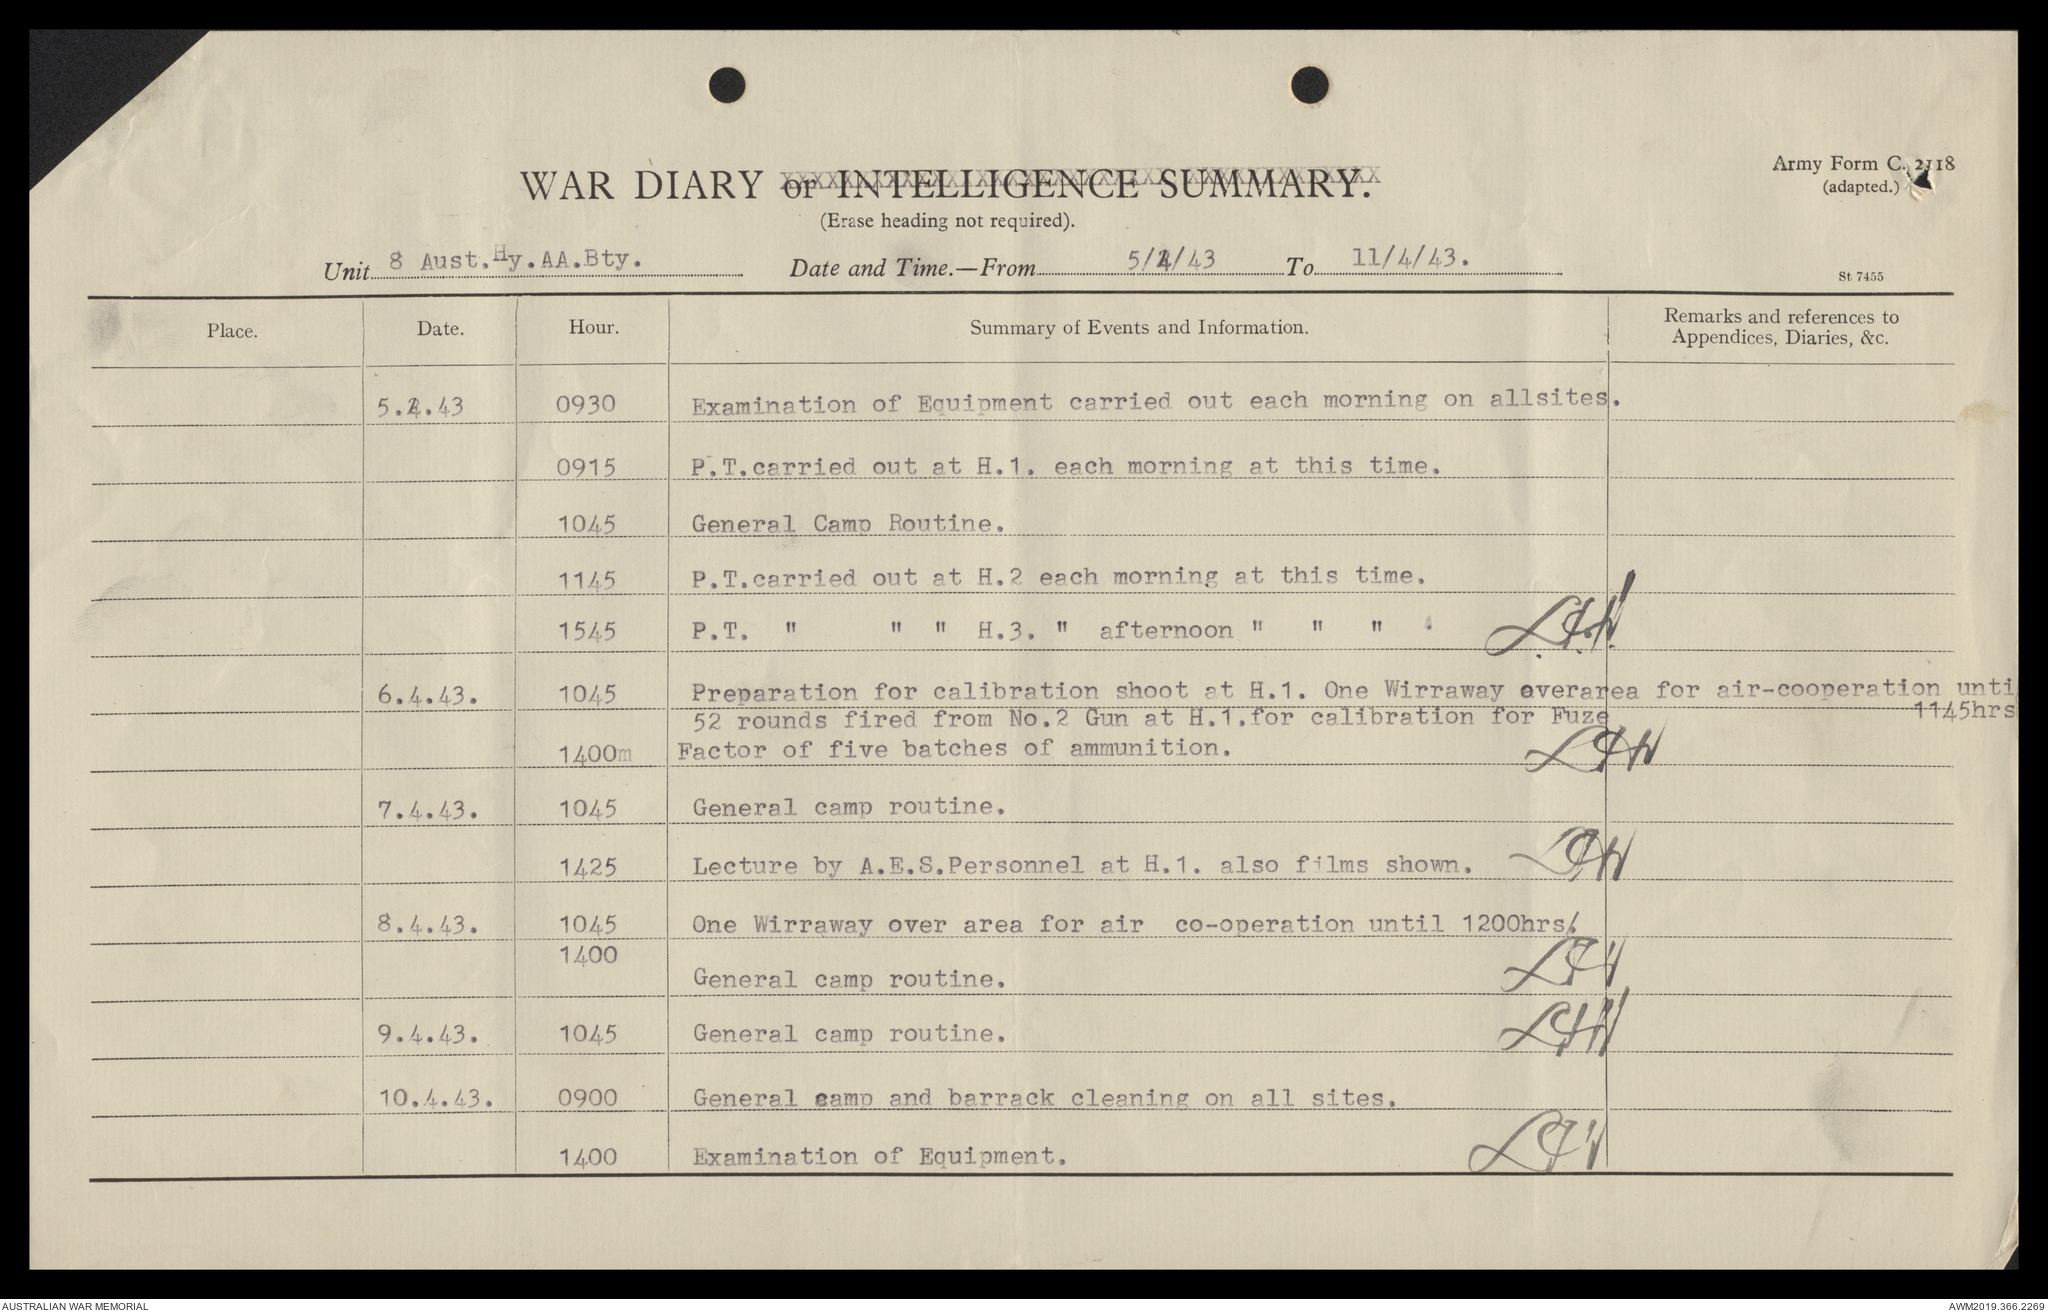 Army Form C. 2118
(adapted.)
WAR DIARY or INTELLIGENCE SUMMARY.
(Erase heading not required).
Unit 8 Aust.Hy.AA.Bty. Date and Time.—From 5/4/43 To 11/4/43.
St 7455
Place. Date. Hour. Summary of Events and Information. Remarks and references to
Appendices, Diaries, &c.
5.4.43 0930 Examination of Equipment carried out each morning on allsites.
0915 P.T.carried out at H.1. each morning at this time.
1045 General Camp Routine.
1145 P.T.carried out at H.2 each morning at this time.
1545 P.T. " " " H.3. " afternoon " " " .
6.4.43. 1045 Preparation for calibration shoot at H.1. One Wirraway overarea for air-cooperation unti
1145hrs
52 rounds fired from No.2 Gun at H.1.for calibration for Fuze
1400m Factor of five batches of ammunition.
7.4.43. 1045 General camp routine.
1425 Lecture by A.E.S.Personnel at H.1. also films shown.
8.4.43. 1045 One Wirraway over area for air co-operation until 1200hrs/.
1400
General camp routine.
9.4.43. 1045 General camp routine.
10.4.43. 0900 General camp and barrack cleaning on all sites.
1400 Examination of Equipment.
AUSTRALIAN WAR MEMORIAL
AWM2019.366.2269